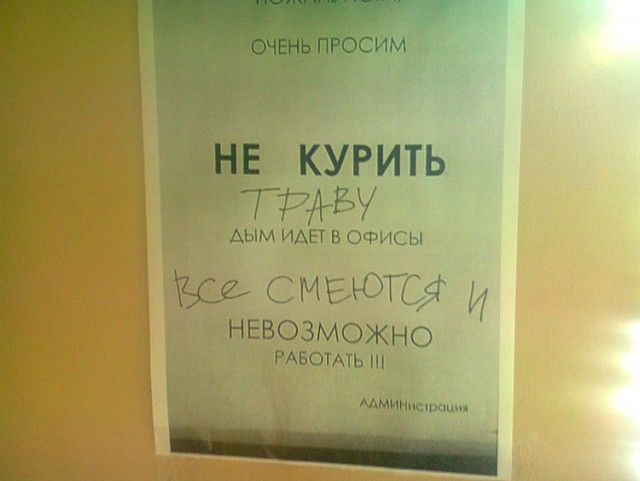 ОЧЕНЬ ПРОСИМ
НЕ КУРИТЬ
ТРАВУ
ДЫМ ИДЕТ В ОФИСЫ
ВСе СМЕЮТСЯ И
НЕВОЗМОЖНО
РАБОТАТЬ !!!
АДМИНистрация